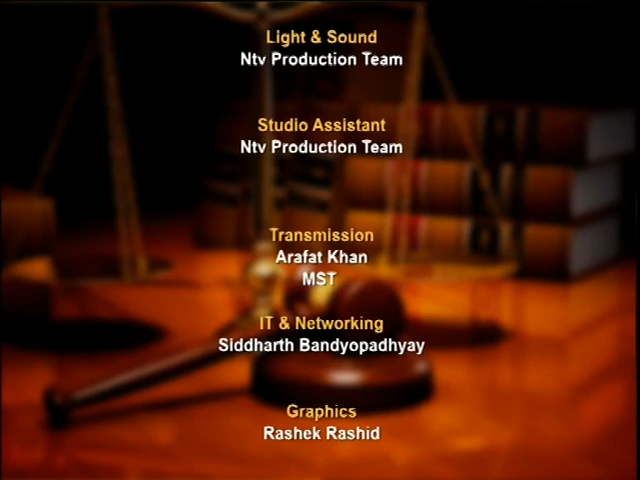 Light & Sound
Ntv Production Team
Studio Assistant
Ntv Production Team
Transmission
Arafat Khan
MST
IT & Networking
Siddharth Bandyopadhyay
Graphics
Rashek Rashid